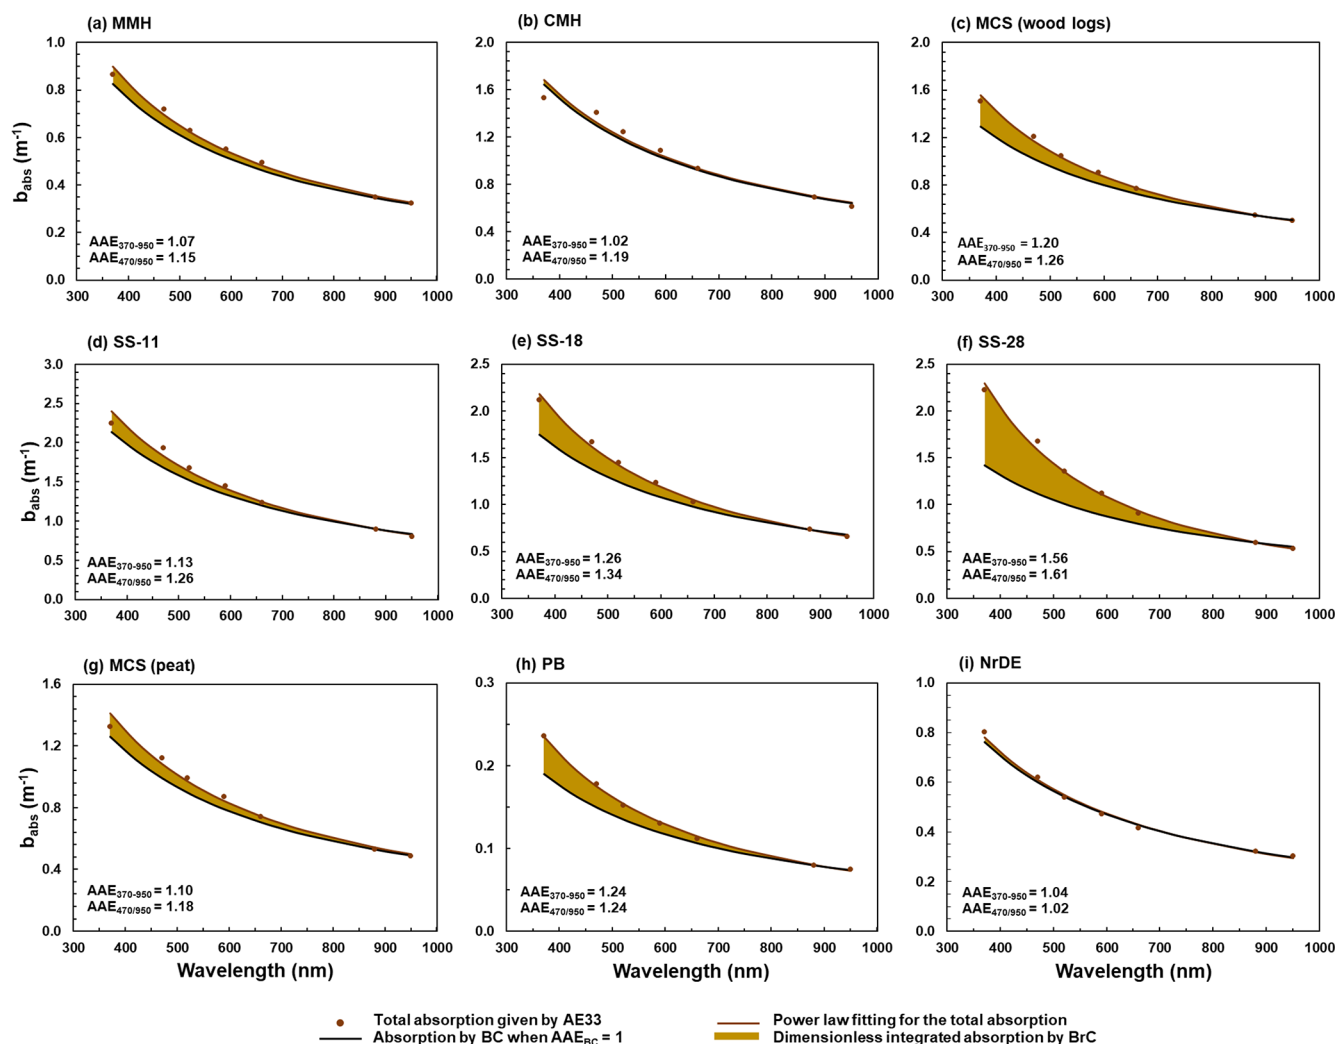 (a) MMH
(b) CMH
(c) MCS (wood logs)
b_abs (m⁻¹)
1.0
0.8
0.6
0.4
0.2
0.0
AAE₃₇₀₋₉₅₀ = 1.07
AAE₄₇₀/₉₅₀ = 1.15
300 400 500 600 700 800 900 1000
2.0
1.6
1.2
0.8
0.4
0.0
AAE₃₇₀₋₉₅₀ = 1.02
AAE₄₇₀/₉₅₀ = 1.19
300 400 500 600 700 800 900 1000
2.0
1.6
1.2
0.8
0.4
0.0
AAE₃₇₀₋₉₅₀ = 1.20
AAE₄₇₀/₉₅₀ = 1.26
300 400 500 600 700 800 900 1000
(d) SS-11
(e) SS-18
(f) SS-28
b_abs (m⁻¹)
3.0
2.5
2.0
1.5
1.0
0.5
0.0
AAE₃₇₀₋₉₅₀ = 1.13
AAE₄₇₀/₉₅₀ = 1.26
300 400 500 600 700 800 900 1000
2.5
2.0
1.5
1.0
0.5
0.0
AAE₃₇₀₋₉₅₀ = 1.26
AAE₄₇₀/₉₅₀ = 1.34
300 400 500 600 700 800 900 1000
2.5
2.0
1.5
1.0
0.5
0.0
AAE₃₇₀₋₉₅₀ = 1.56
AAE₄₇₀/₉₅₀ = 1.61
300 400 500 600 700 800 900 1000
(g) MCS (peat)
(h) PB
(i) NrDE
b_abs (m⁻¹)
1.6
1.2
0.8
0.4
0.0
AAE₃₇₀₋₉₅₀ = 1.10
AAE₄₇₀/₉₅₀ = 1.18
300 400 500 600 700 800 900 1000
Wavelength (nm)
0.3
0.2
0.1
0.0
AAE₃₇₀₋₉₅₀ = 1.24
AAE₄₇₀/₉₅₀ = 1.24
300 400 500 600 700 800 900 1000
Wavelength (nm)
1.0
0.8
0.6
0.4
0.2
0.0
AAE₃₇₀₋₉₅₀ = 1.04
AAE₄₇₀/₉₅₀ = 1.02
300 400 500 600 700 800 900 1000
Wavelength (nm)
Total absorption given by AE33
Power law fitting for the total absorption
Absorption by BC when AAE_BC = 1
Dimensionless integrated absorption by BrC